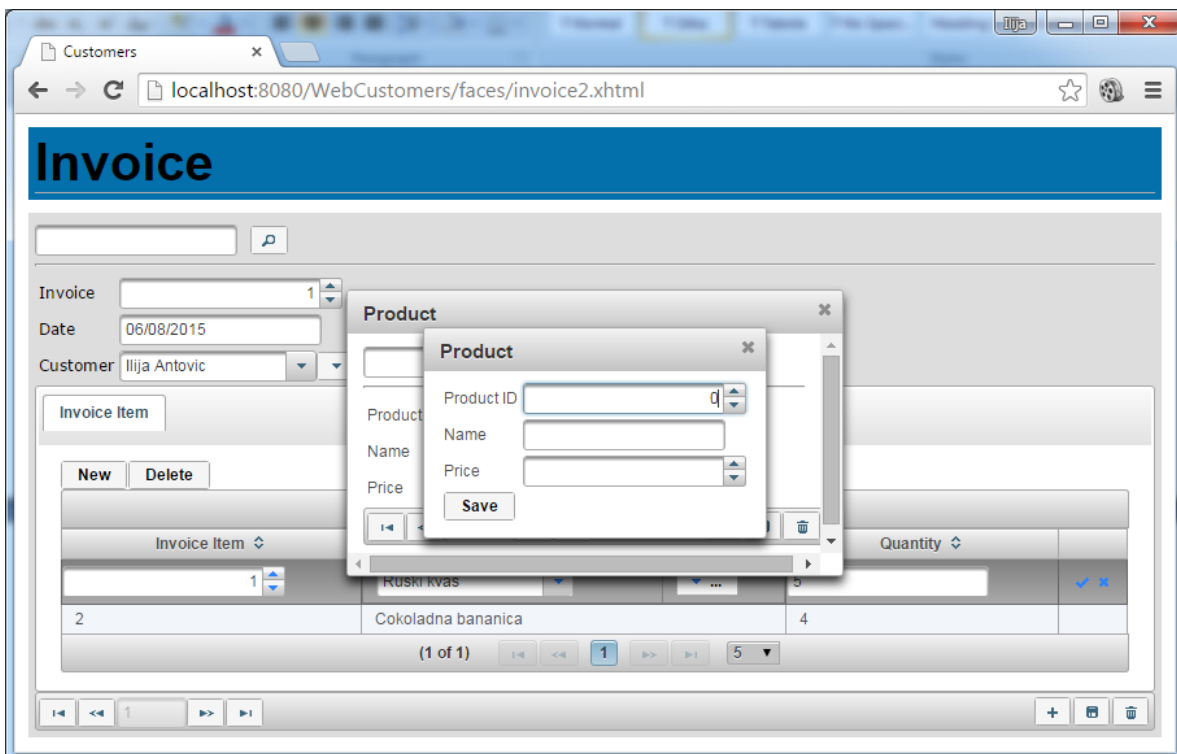 Ilija
Customers
localhost:8080/WebCustomers/faces/invoice2.xhtml
Invoice
Invoice 1
Date 06/08/2015
Customer Ilija Antovic
Product
Product
Product ID 0
Name
Price
Save
Product
Name
Price
Invoice Item
New Delete
Invoice Item Quantity
1 Ruski kvas ... 5
2 Cokoladna bananica 4
(1 of 1) 1 5
1